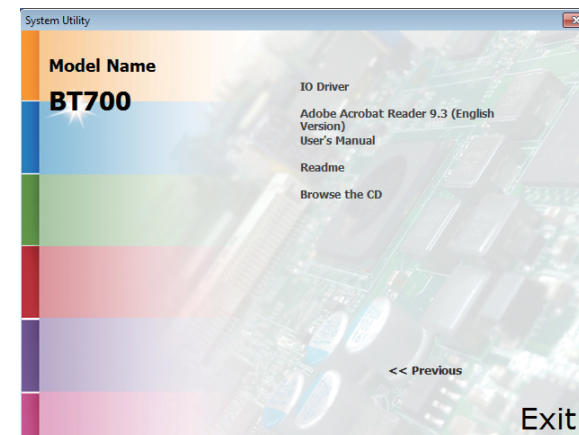 System Utility
Model Name
BT700
IO Driver
Adobe Acrobat Reader 9.3 (English
Version)
User's Manual
Readme
Browse the CD
<< Previous
Exit